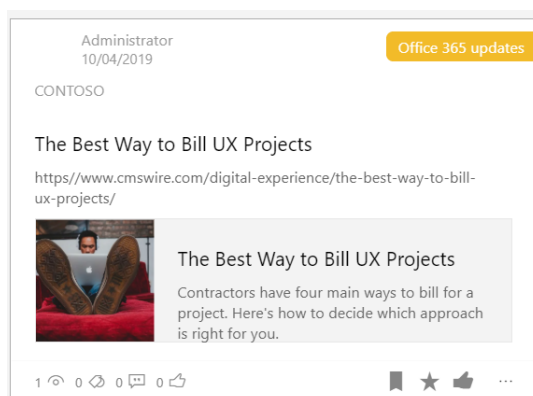 Administrator
10/04/2019
Office 365 updates
CONTOSO
The Best Way to Bill UX Projects
https//www.cmswire.com/digital-experience/the-best-way-to-bill-
ux-projects/
The Best Way to Bill UX Projects
Contractors have four main ways to bill for a
project. Here's how to decide which approach
is right for you.
1 0 0 0 ...